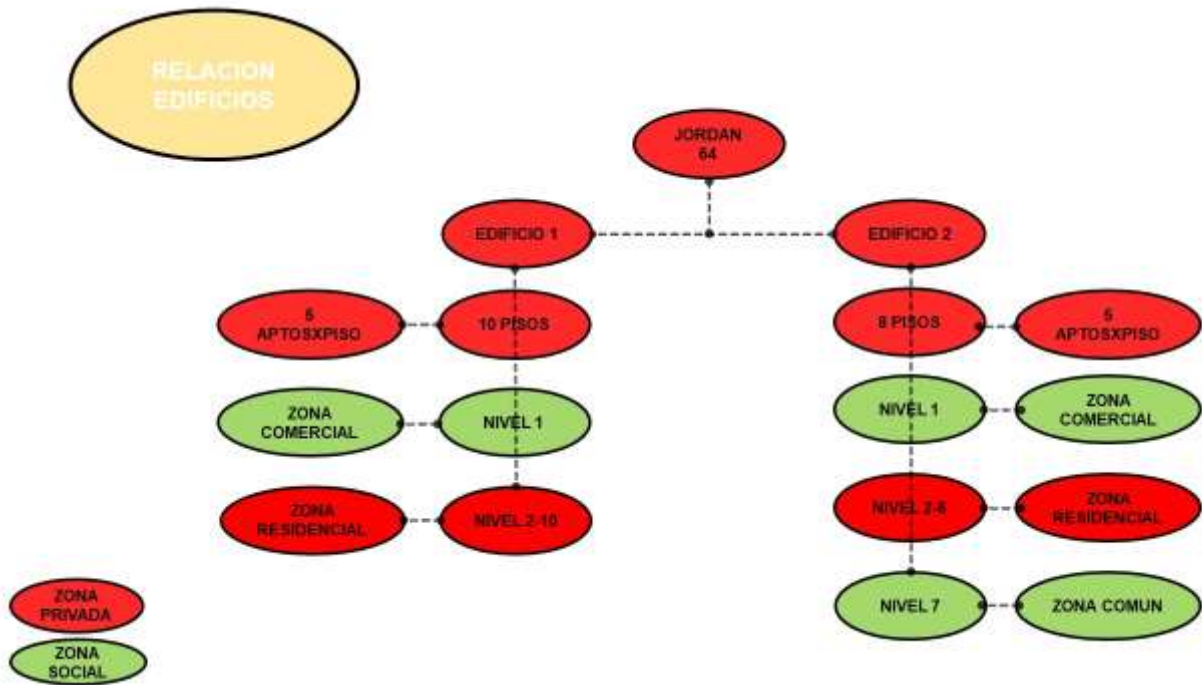 RELACION
EDIFICIOS
JORDAN
64
EDIFICIO 1
EDIFICIO 2
5
APTOSXPISO
10 PISOS
8 PISOS
5
APTOSXPISO
ZONA
COMERCIAL
NIVEL 1
NIVEL 1
ZONA
COMERCIAL
ZONA
RESIDENCIAL
NIVEL 2-10
NIVEL
ZONA
RESIDENCIAL
NIVEL 7
ZONA COMUN
ZONA
PRIVADA
ZONA
SOCIAL